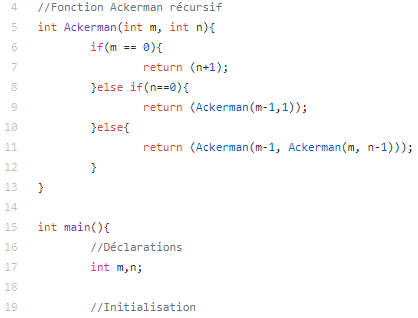 4 //Fonction Ackerman récursif
5 int Ackerman(int m, int n){
6 if(m == 0){
7 return (n+1);
8 }else if(n==0){
9 return (Ackerman(m-1,1));
10 }else{
11 return (Ackerman(m-1, Ackerman(m, n-1)));
12 }
13 }
14
15 int main(){
16 //Déclarations
17 int m,n;
18
19 //Initialisation